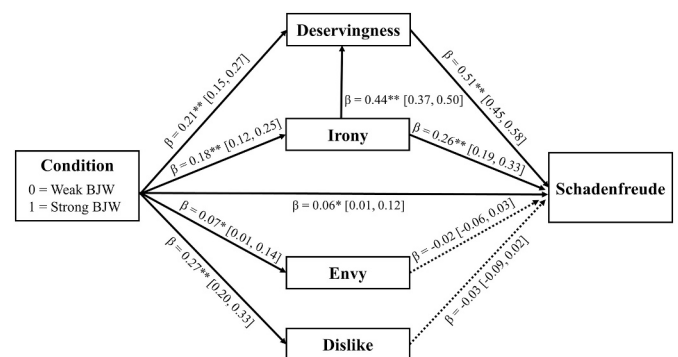 Deservingness
β = 0.21** [0.15, 0.27]
β = 0.51** [0.45, 0.58]
β = 0.44** [0.37, 0.50]
Irony
β = 0.18** [0.12, 0.25]
β = 0.26** [0.19, 0.33]
Condition
0 = Weak BJW
1 = Strong BJW
Schadenfreude
β = 0.06* [0.01, 0.12]
β = 0.07* [0.01, 0.14]
β = -0.02 [-0.06, 0.03]
Envy
β = 0.27** [0.20, 0.33]
β = -0.03 [-0.09, 0.02]
Dislike